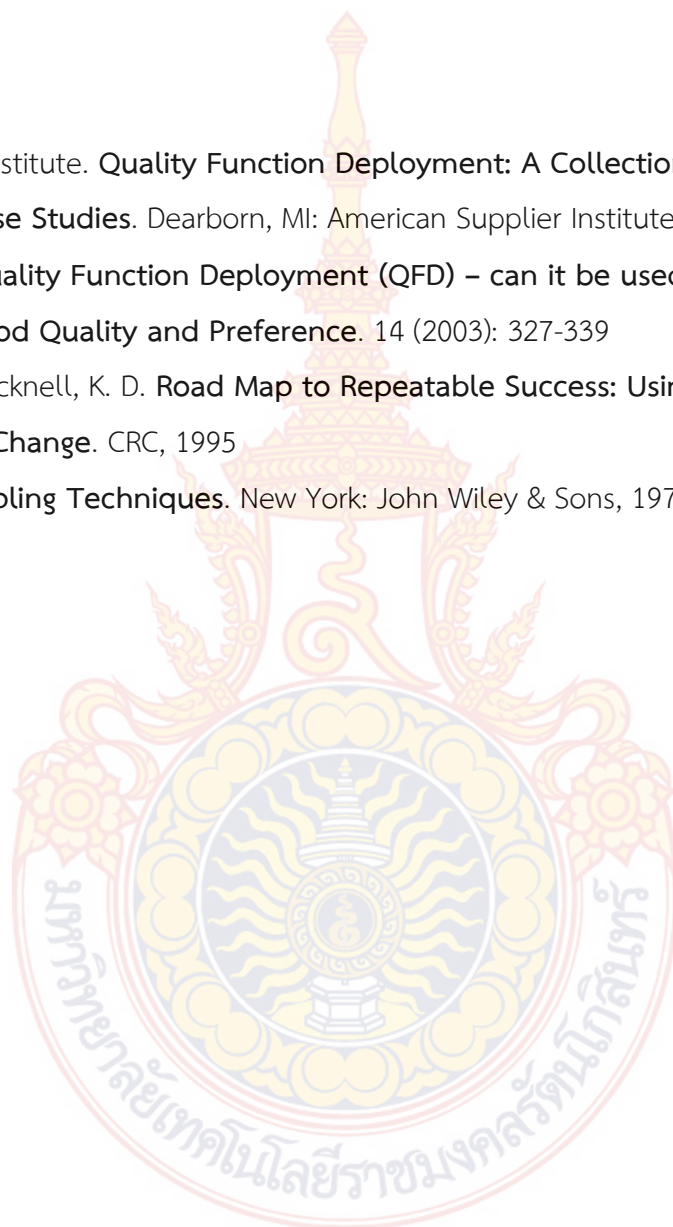 stitute. Quality Function Deployment: A Collection
se Studies. Dearborn, MI: American Supplier Institute
ality Function Deployment (QFD) – can it be used
od Quality and Preference. 14 (2003): 327-339
cknell, K. D. Road Map to Repeatable Success: Usin
Change. CRC, 1995
pling Techniques. New York: John Wiley & Sons, 197
มหาวิทยาลัยเทคโนโลยีราชมงคลรัตนโกสินทร์